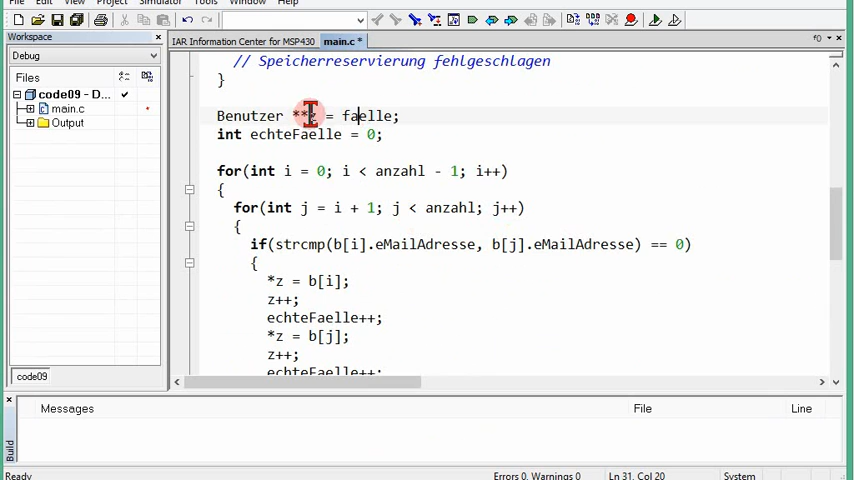 File Edit View Project Simulator Tools Window Help
Workspace
Debug
Files
code09 - D...
main.c
Output
code09
IAR Information Center for MSP430 main.c *
f()
// Speicherreservierung fehlgeschlagen
}
Benutzer **z = faelle;
int echteFaelle = 0;
for(int i = 0; i < anzahl - 1; i++)
{
for(int j = i + 1; j < anzahl; j++)
{
if(strcmp(b[i].eMailAdresse, b[j].eMailAdresse) == 0)
{
*z = b[i];
z++;
echteFaelle++;
*z = b[j];
z++;
echteFaelle++;
Messages File Line
Build
Ready Errors 0, Warnings 0 Ln 31, Col 20 System